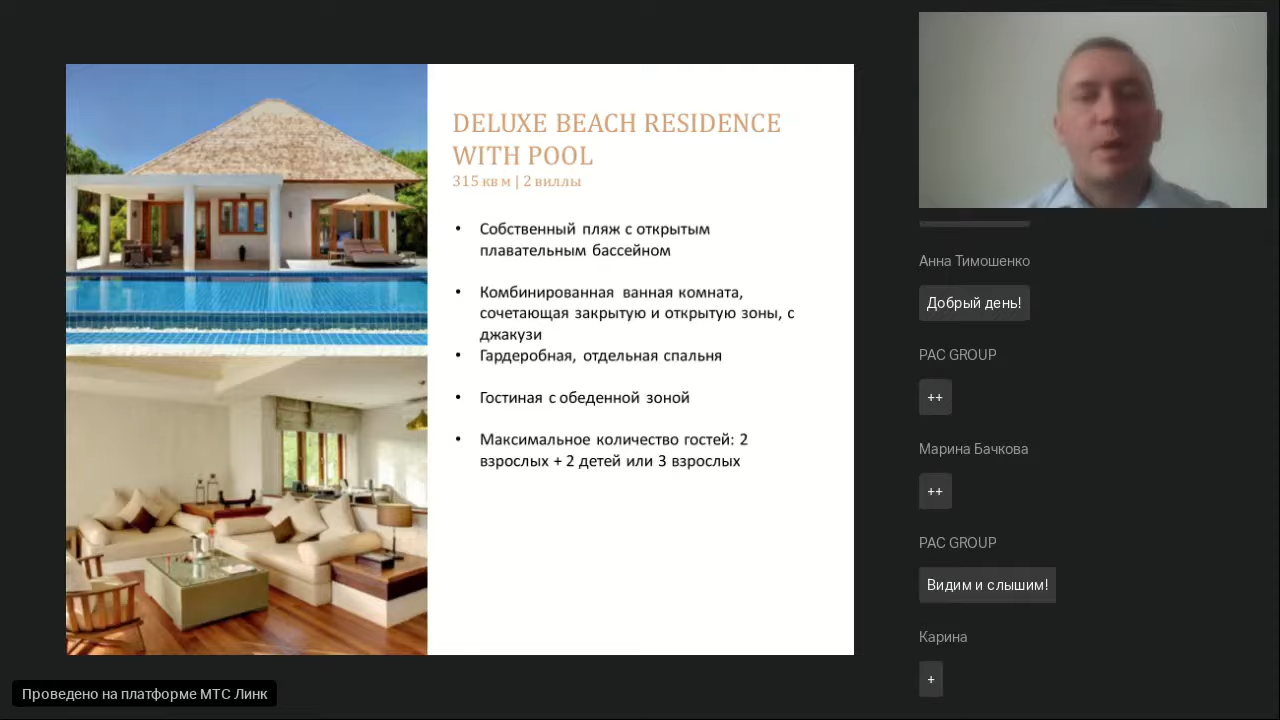 DELUXE BEACH RESIDENCE
WITH POOL
315 кв м | 2 виллы
• Собственный пляж с открытым
плавательным бассейном
• Комбинированная ванная комната,
сочетающая закрытую и открытую зоны, с
джакузи
• Гардеробная, отдельная спальня
• Гостиная с обеденной зоной
• Максимальное количество гостей: 2
взрослых + 2 детей или 3 взрослых
Анна Тимошенко
Добрый день!
PAC GROUP
++
Марина Бачкова
++
PAC GROUP
Видим и слышим!
Карина
+
Проведено на платформе МТС Линк